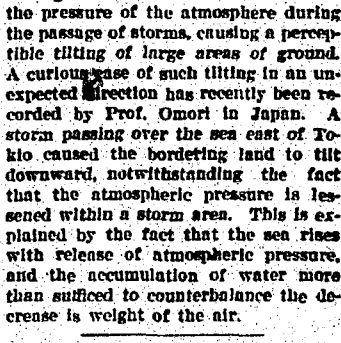 the pressure of the atmosphere during
the passage of storms, causing a percep-
tible tilting of large areas of ground.
A curious case of such tilting in an un-
expected direction has recently been re-
corded by Prof. Omori in Japan. A
storm passing over the sea east of To-
kio caused the bordering land to tilt
downward, notwithstanding the fact
that the atmospheric pressure is les-
sened within a storm area. This is ex-
plained by the fact that the sea rises
with release of atmospheric pressure,
and the accumulation of water more
than sufficed to counterbalance the de-
crease is weight of the air.